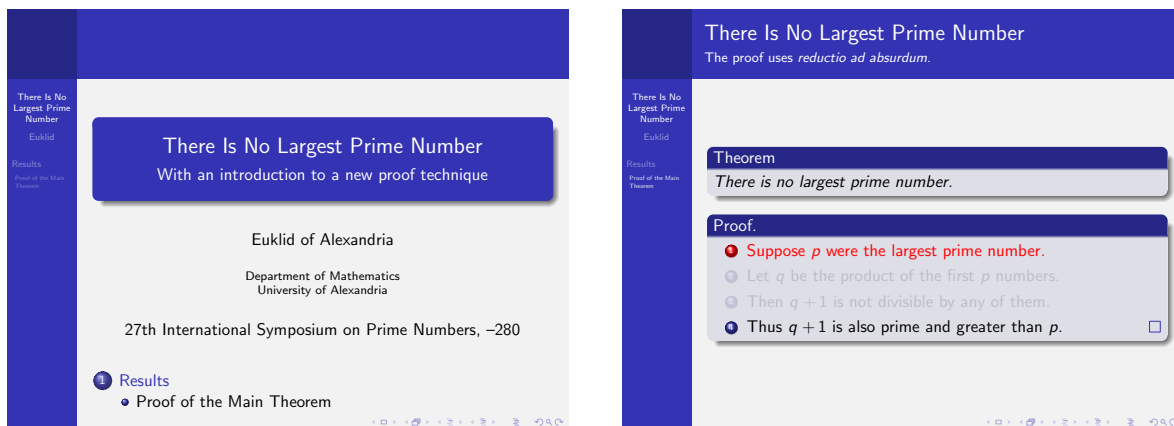 There Is No
Largest Prime
Number
Euklid
Results
Proof of the Main
Theorem
There Is No Largest Prime Number
With an introduction to a new proof technique
Euklid of Alexandria
Department of Mathematics
University of Alexandria
27th International Symposium on Prime Numbers, –280
1 Results
Proof of the Main Theorem
There Is No Largest Prime Number
The proof uses reductio ad absurdum.
There Is No
Largest Prime
Number
Euklid
Results
Proof of the Main
Theorem
Theorem
There is no largest prime number.
Proof.
1 Suppose p were the largest prime number.
2 Let q be the product of the first p numbers.
3 Then q + 1 is not divisible by any of them.
4 Thus q + 1 is also prime and greater than p. □